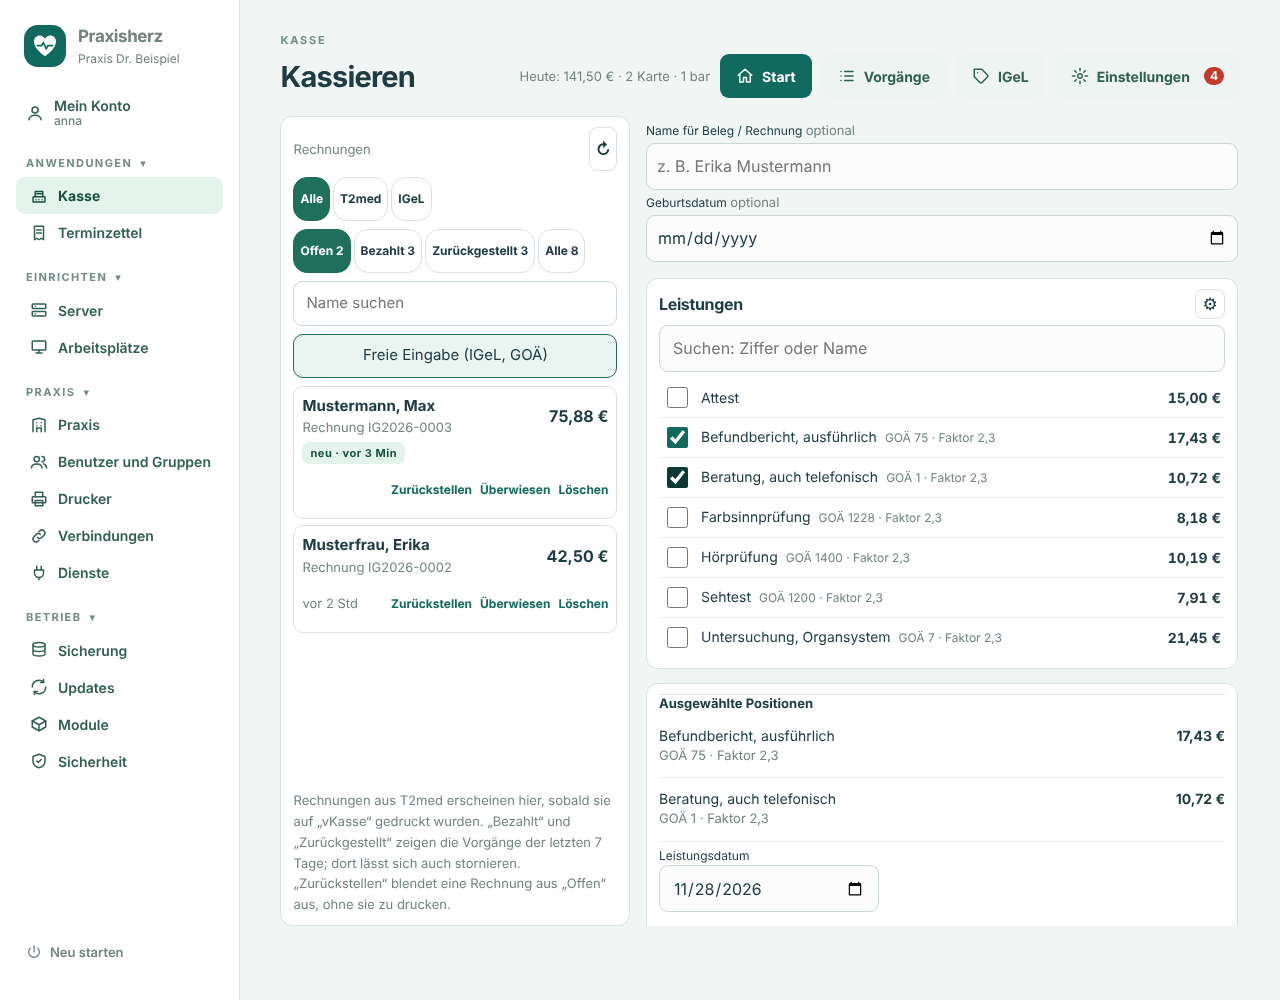 Praxisherz
Praxis Dr. Beispiel
Mein Konto
anna
ANWENDUNGEN ▾
Kasse
Terminzettel
EINRICHTEN ▾
Server
Arbeitsplätze
PRAXIS ▾
Praxis
Benutzer und Gruppen
Drucker
Verbindungen
Dienste
BETRIEB ▾
Sicherung
Updates
Module
Sicherheit
Neu starten
KASSE
Kassieren
Heute: 141,50 € · 2 Karte · 1 bar
Start
Vorgänge
IGeL
Einstellungen 4
Rechnungen
Alle T2med IGeL
Offen 2 Bezahlt 3 Zurückgestellt 3 Alle 8
Name suchen
Freie Eingabe (IGeL, GOÄ)
Mustermann, Max
75,88 €
Rechnung IG2026-0003
neu · vor 3 Min
Zurückstellen Überwiesen Löschen
Musterfrau, Erika
42,50 €
Rechnung IG2026-0002
vor 2 Std Zurückstellen Überwiesen Löschen
Rechnungen aus T2med erscheinen hier, sobald sie
auf „vKasse“ gedruckt wurden. „Bezahlt“ und
„Zurückgestellt“ zeigen die Vorgänge der letzten 7
Tage; dort lässt sich auch stornieren.
„Zurückstellen“ blendet eine Rechnung aus „Offen“
aus, ohne sie zu drucken.
Name für Beleg / Rechnung optional
z. B. Erika Mustermann
Geburtsdatum optional
mm/dd/yyyy
Leistungen
Suchen: Ziffer oder Name
Attest 15,00 €
Befundbericht, ausführlich GOÄ 75 · Faktor 2,3 17,43 €
Beratung, auch telefonisch GOÄ 1 · Faktor 2,3 10,72 €
Farbsinnprüfung GOÄ 1228 · Faktor 2,3 8,18 €
Hörprüfung GOÄ 1400 · Faktor 2,3 10,19 €
Sehtest GOÄ 1200 · Faktor 2,3 7,91 €
Untersuchung, Organsystem GOÄ 7 · Faktor 2,3 21,45 €
Ausgewählte Positionen
Befundbericht, ausführlich 17,43 €
GOÄ 75 · Faktor 2,3
Beratung, auch telefonisch 10,72 €
GOÄ 1 · Faktor 2,3
Leistungsdatum
11/28/2026